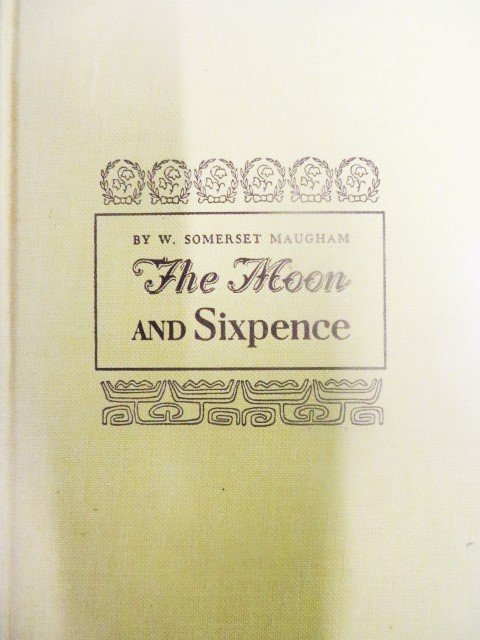 BY W. SOMERSET MAUGHAM
The Moon
AND Sixpence